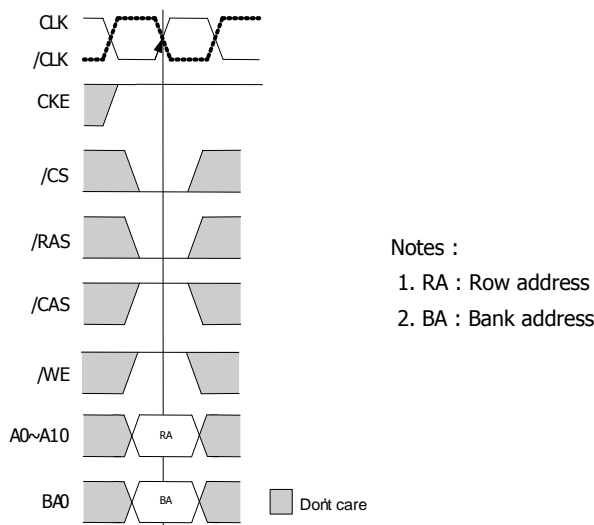 CLK
/CLK
CKE
/CS
/RAS
/CAS
/WE
A0~A10
RA
BA0
BA
Don't care
Notes :
1. RA : Row address
2. BA : Bank address